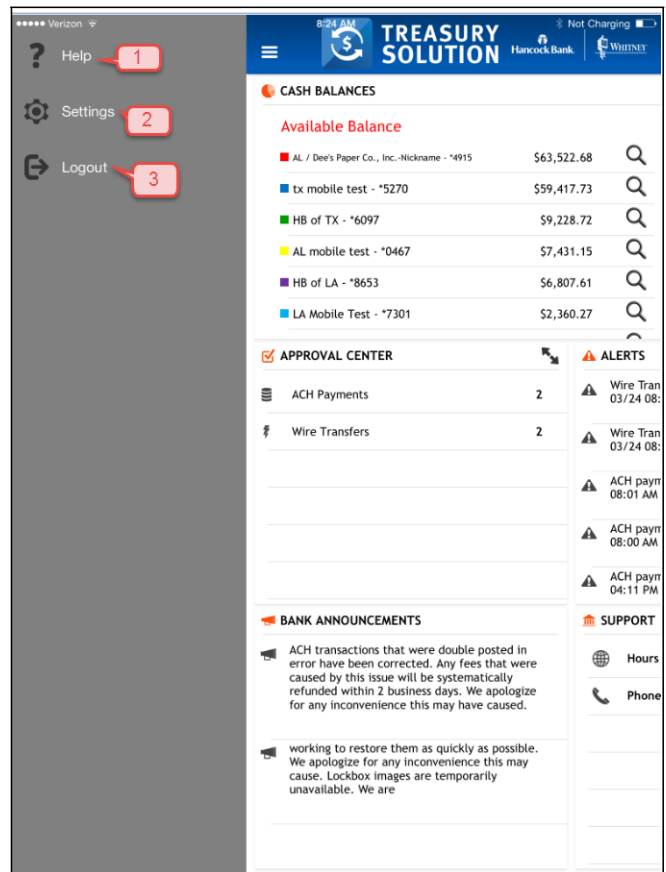 Verizon
8:24 AM
Not Charging
Help
1
Settings
2
Logout
3
$
TREASURY
SOLUTION
Hancock Bank
WHITNEY
CASH BALANCES
Available Balance
AL / Dee's Paper Co., Inc.-Nickname - *4915 $63,522.68
tx mobile test - *5270 $59,417.73
HB of TX - *6097 $9,228.72
AL mobile test - *0467 $7,431.15
HB of LA - *8653 $6,807.61
LA Mobile Test - *7301 $2,360.27
APPROVAL CENTER
ACH Payments 2
Wire Transfers 2
ALERTS
Wire Tran
03/24 08:
Wire Tran
03/24 08:
ACH paym
08:01 AM
ACH paym
08:00 AM
ACH paym
04:11 PM
BANK ANNOUNCEMENTS
ACH transactions that were double posted in
error have been corrected. Any fees that were
caused by this issue will be systematically
refunded within 2 business days. We apologize
for any inconvenience this may have caused.
working to restore them as quickly as possible.
We apologize for any inconvenience this may
cause. Lockbox images are temporarily
unavailable. We are
SUPPORT
Hours
Phone